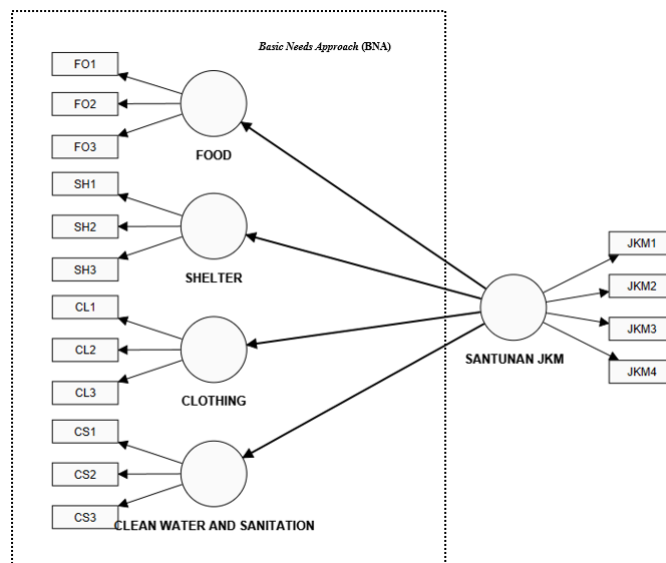 Basic Needs Approach (BNA)
FO1
FO2
FO3
FOOD
SH1
SH2
SH3
SHELTER
CL1
CL2
CL3
CLOTHING
CS1
CS2
CS3
CLEAN WATER AND SANITATION
SANTUNAN JKM
JKM1
JKM2
JKM3
JKM4